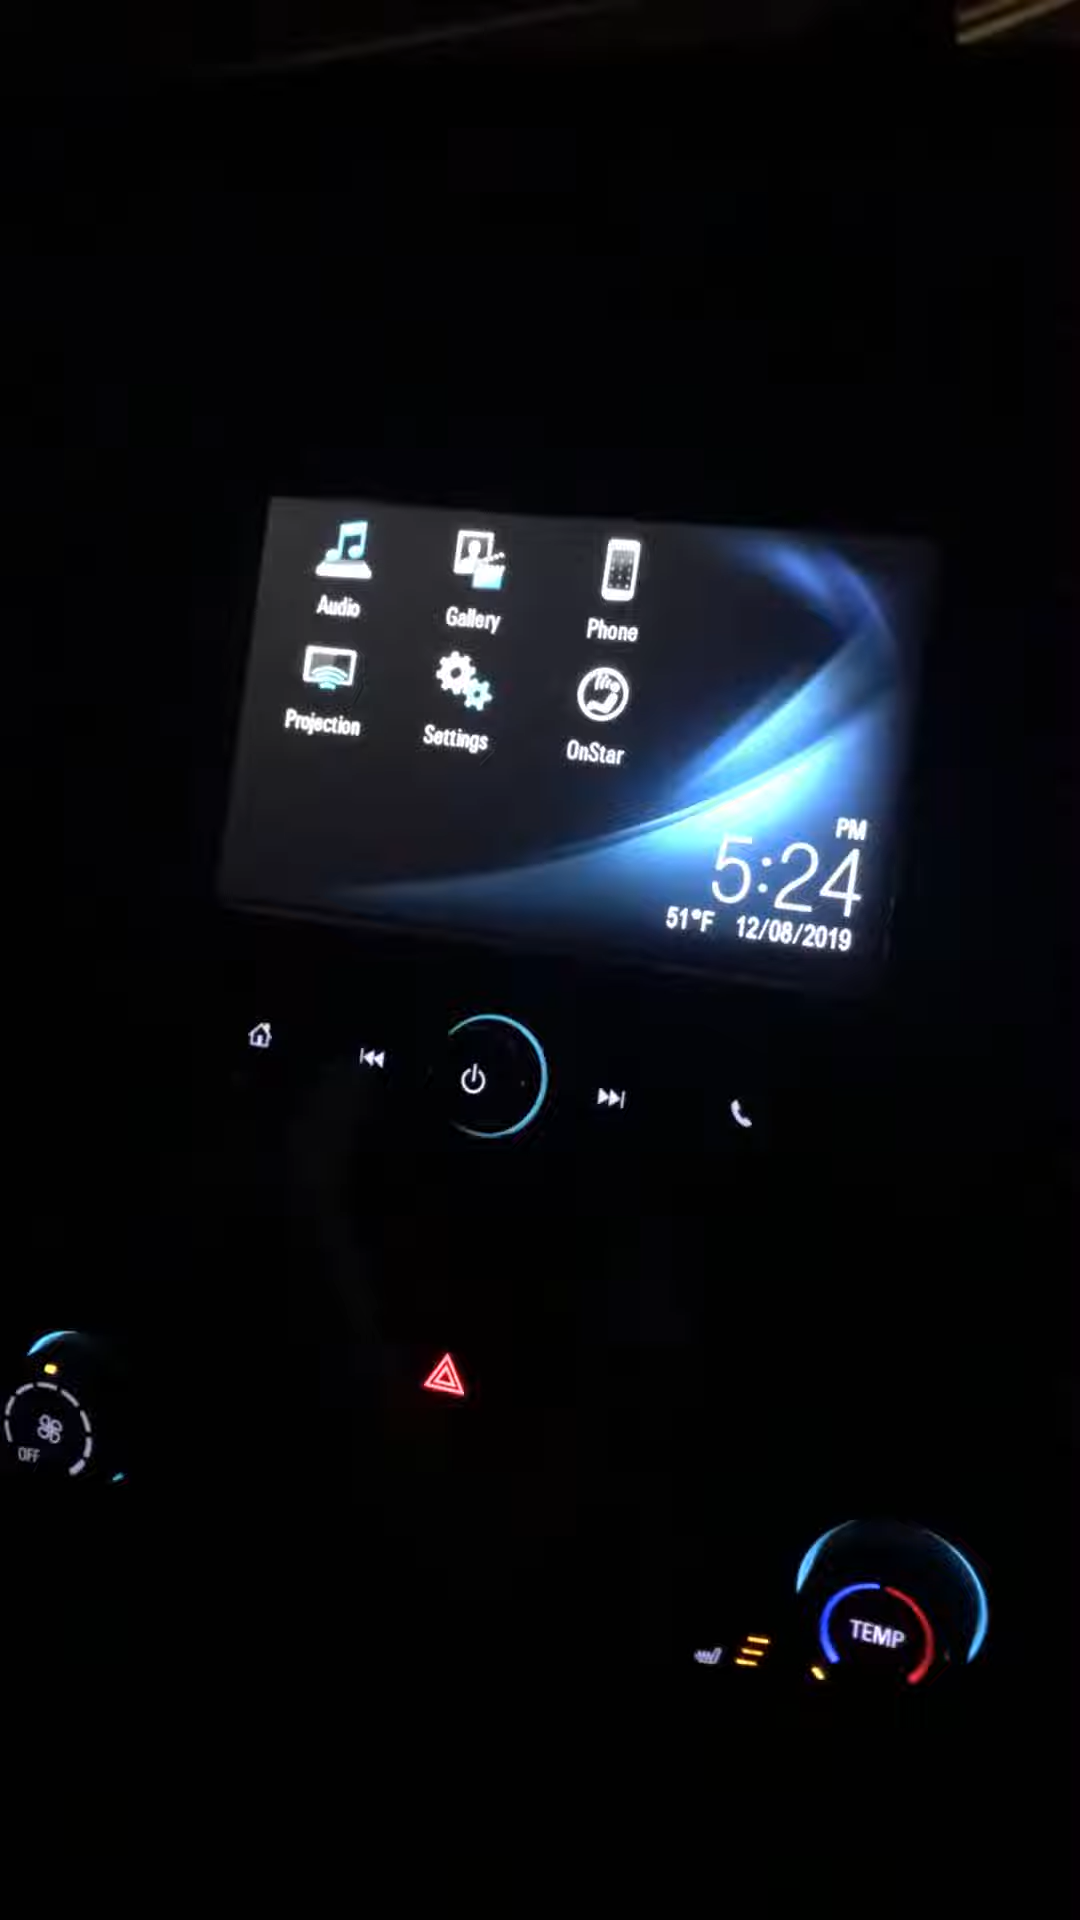 Audio
Gallery
Phone
Projection
Settings
OnStar
PM
5:24
51°F 12/08/2019
OFF
TEMP